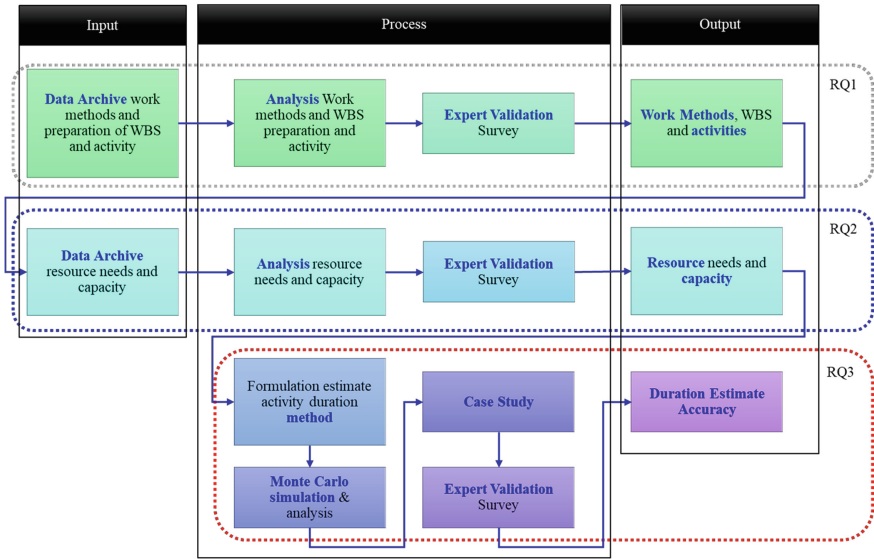 Input
Process
Output
RQ1
Data Archive work
methods and
preparation of WBS
and activity
Analysis Work
methods and WBS
preparation and
activity
Expert Validation
Survey
Work Methods, WBS
and activities
RQ2
Data Archive
resource needs and
capacity
Analysis resource
needs and capacity
Expert Validation
Survey
Resource needs and
capacity
RQ3
Formulation estimate
activity duration
method
Case Study
Duration Estimate
Accuracy
Monte Carlo
simulation &
analysis
Expert Validation
Survey